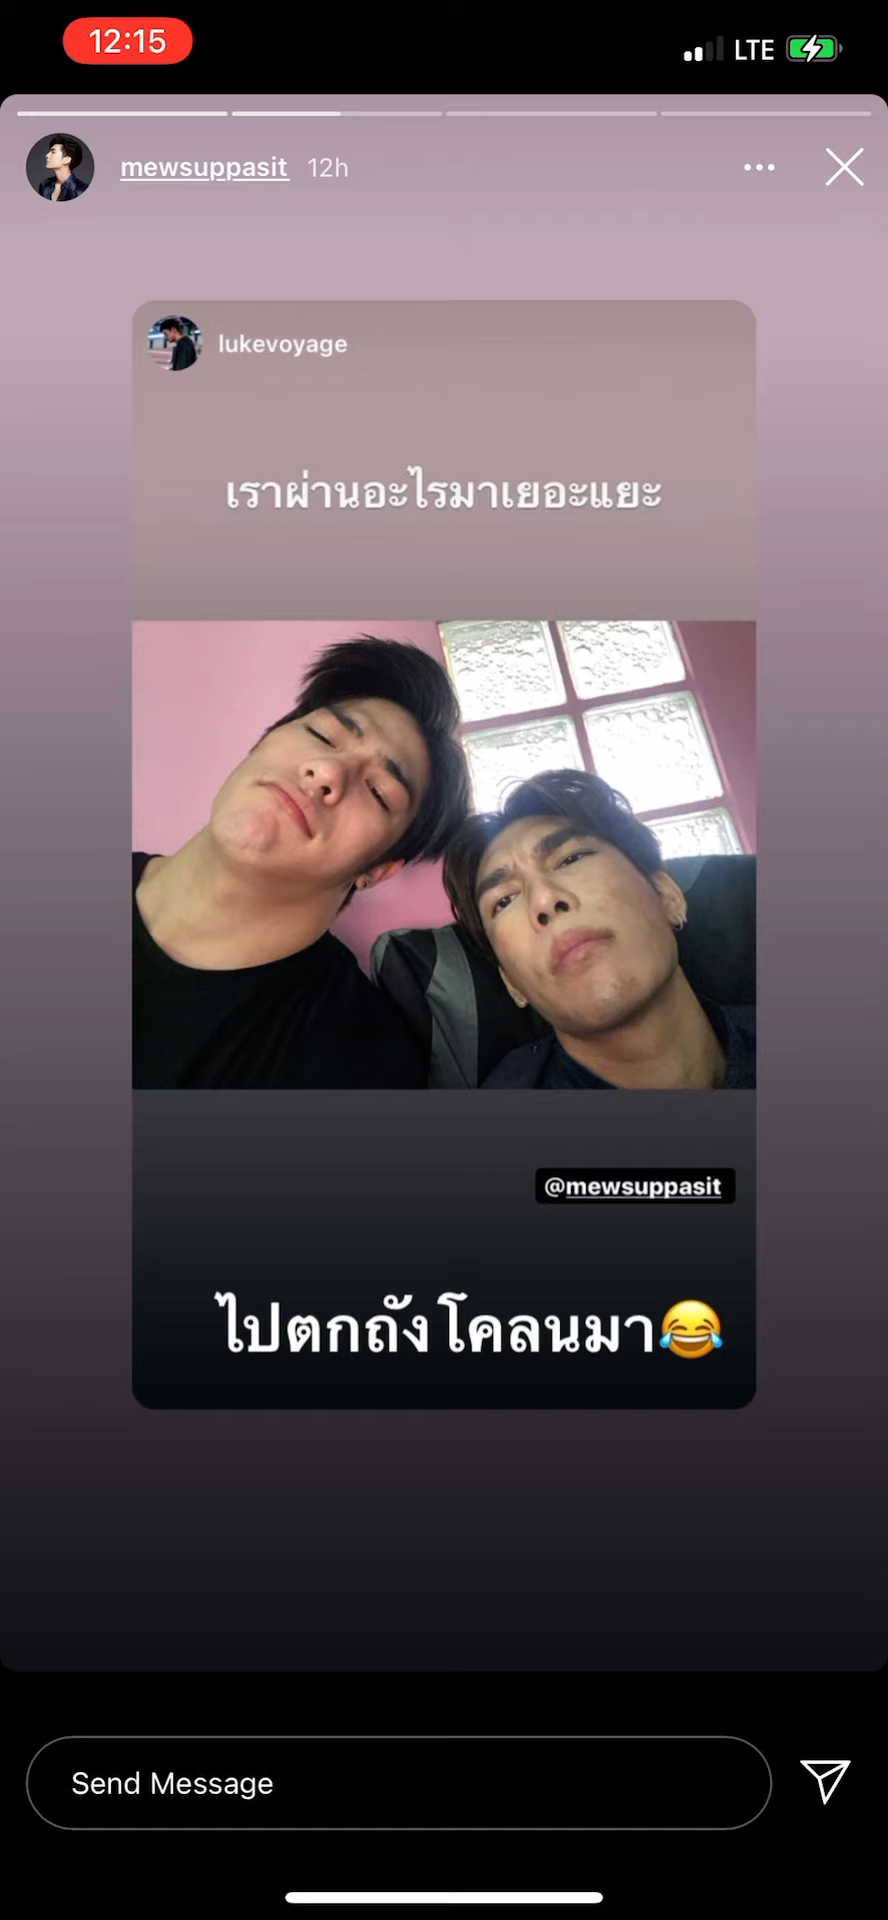 12:15
LTE
mewsuppasit 12h
lukevoyage
เราผ่านอะไรมาเยอะแยะ
@mewsuppasit
ไปตกถังโคลนมา😂
Send Message